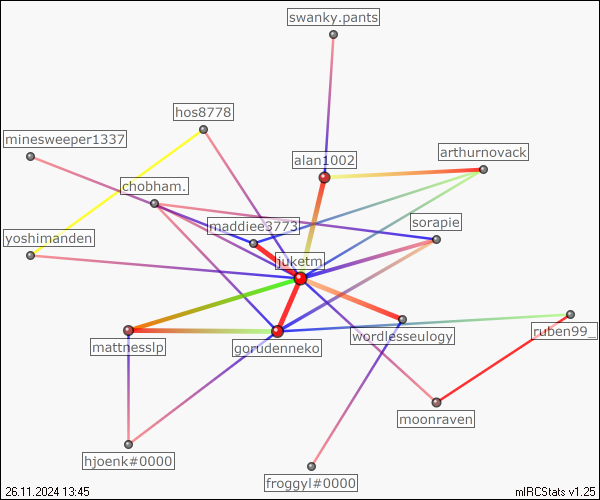 swanky.pants
hos8778
minesweeper1337
alan1002
arthurnovack
chobham.
maddiee3773
sorapie
yoshimanden
juketm
ruben99_
wordlesseulogy
mattnesslp
gorudenneko
moonraven
hjoenk#0000
froggyl#0000
26.11.2024 13:45
mIRCStats v1.25